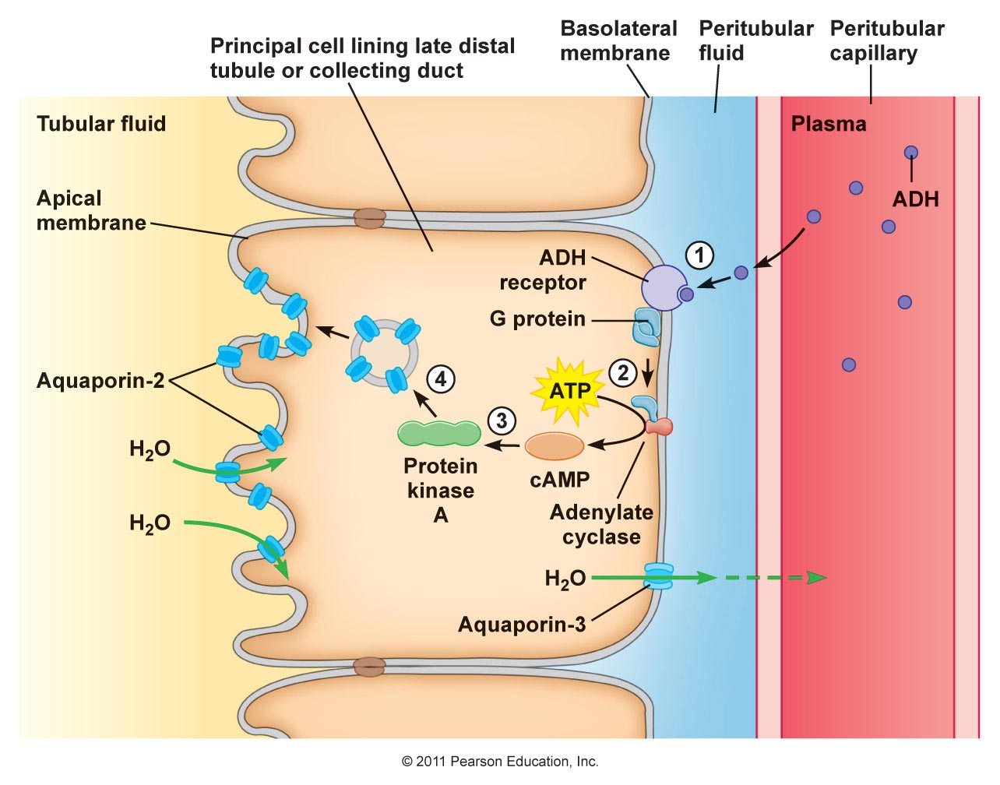 Principal cell lining late distal
tubule or collecting duct
Basolateral
membrane
Peritubular
fluid
Peritubular
capillary
Tubular fluid
Plasma
ADH
Apical
membrane
ADH
receptor
1
G protein
2
ATP
Aquaporin-2
4
3
H₂O
Protein
kinase
A
cAMP
Adenylate
cyclase
H₂O
H₂O
Aquaporin-3
© 2011 Pearson Education, Inc.